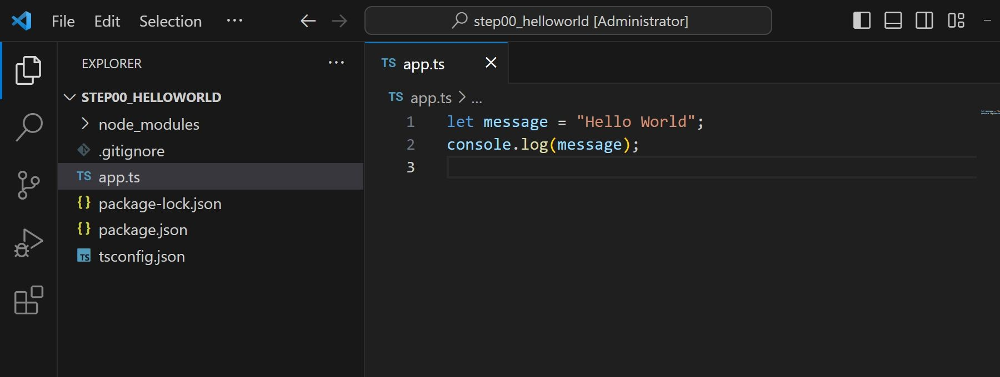 File Edit Selection ··· step00_helloworld [Administrator]
EXPLORER ···
STEP00_HELLOWORLD
node_modules
.gitignore
TS app.ts
{} package-lock.json
{} package.json
TS tsconfig.json
TS app.ts
TS app.ts > ...
1 let message = "Hello World";
2 console.log(message);
3